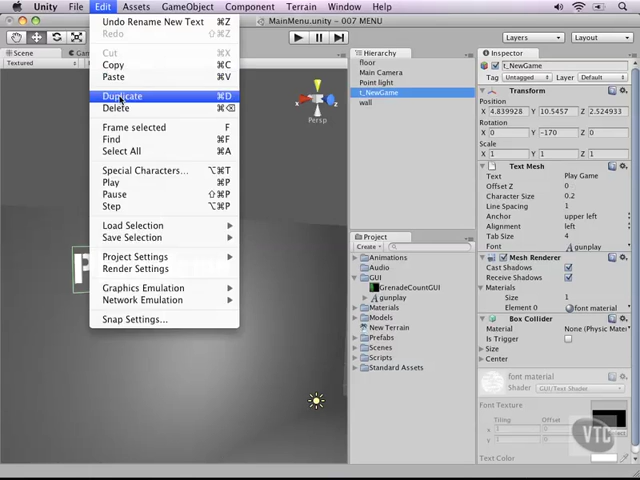 Unity File Edit Assets GameObject Component Terrain Window Help
MainMenu.unity - 007 MENU
Layers
Layout
Scene
Textured
Undo Rename New Text ⌘Z
Redo ⇧⌘Z
Cut ⌘X
Copy ⌘C
Paste ⌘V
Duplicate ⌘D
Delete ⌘⌫
Frame selected F
Find ⌘F
Select All ⌘A
Special Characters... ⌥⌘T
Play ⌘P
Pause ⇧⌘P
Step ⌥⌘P
Load Selection
Save Selection
Project Settings
Render Settings
Graphics Emulation
Network Emulation
Snap Settings...
Persp
Hierarchy
floor
Main Camera
Point light
t_NewGame
wall
Project
Create
Animations
Audio
GUI
GrenadeCountGUI
gunplay
Materials
Models
New Terrain
Prefabs
Scenes
Scripts
Standard Assets
Inspector
t_NewGame
Tag Untagged Layer Default
Transform
Position
X 4.839928 Y 10.5457 Z 2.524933
Rotation
X 0 Y -170 Z 0
Scale
X 1 Y 1 Z 1
Text Mesh
Text Play Game
Offset Z 0
Character Size 0.2
Line Spacing 1
Anchor upper left
Alignment left
Tab Size 4
Font gunplay
Mesh Renderer
Cast Shadows
Receive Shadows
Materials
Size 1
Element 0 font material
Box Collider
Material None (Physic Mater
Is Trigger
Size
Center
font material
Shader GUI/Text Shader
Font Texture
Tiling Offset
x 1 0
y 1 0
Text Color
VTC